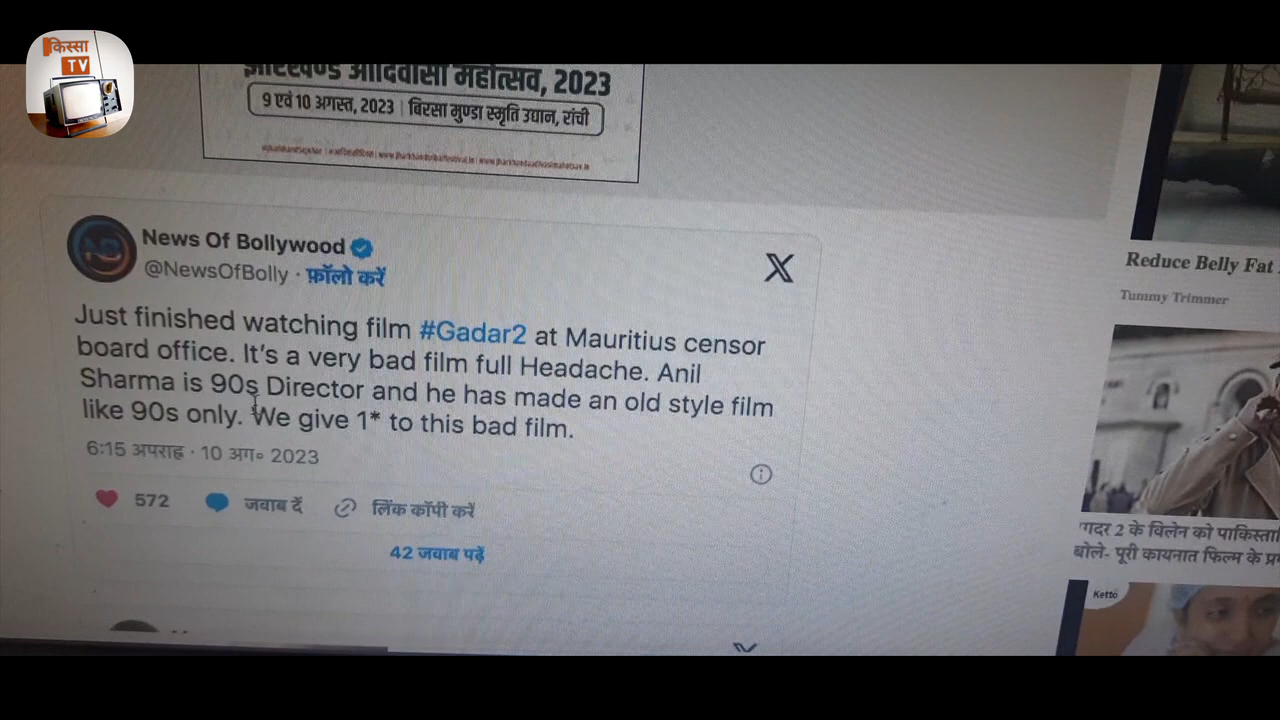 किस्सा
TV
झारखण्ड आदिवासी महोत्सव, 2023
9 एवं 10 अगस्त, 2023 | बिरसा मुण्डा स्मृति उद्यान, रांची
News Of Bollywood
@NewsOfBolly · फ़ॉलो करें
Just finished watching film #Gadar2 at Mauritius censor
board office. It's a very bad film full Headache. Anil
Sharma is 90s Director and he has made an old style film
like 90s only. We give 1* to this bad film.
6:15 अपराह्न · 10 अग॰ 2023
572 जवाब दें लिंक कॉपी करें
42 जवाब पढ़ें
Reduce Belly Fat
Tummy Trimmer
गदर 2 के विलेन को
बोले- पूरी कायनात फिल्म के
Ketto